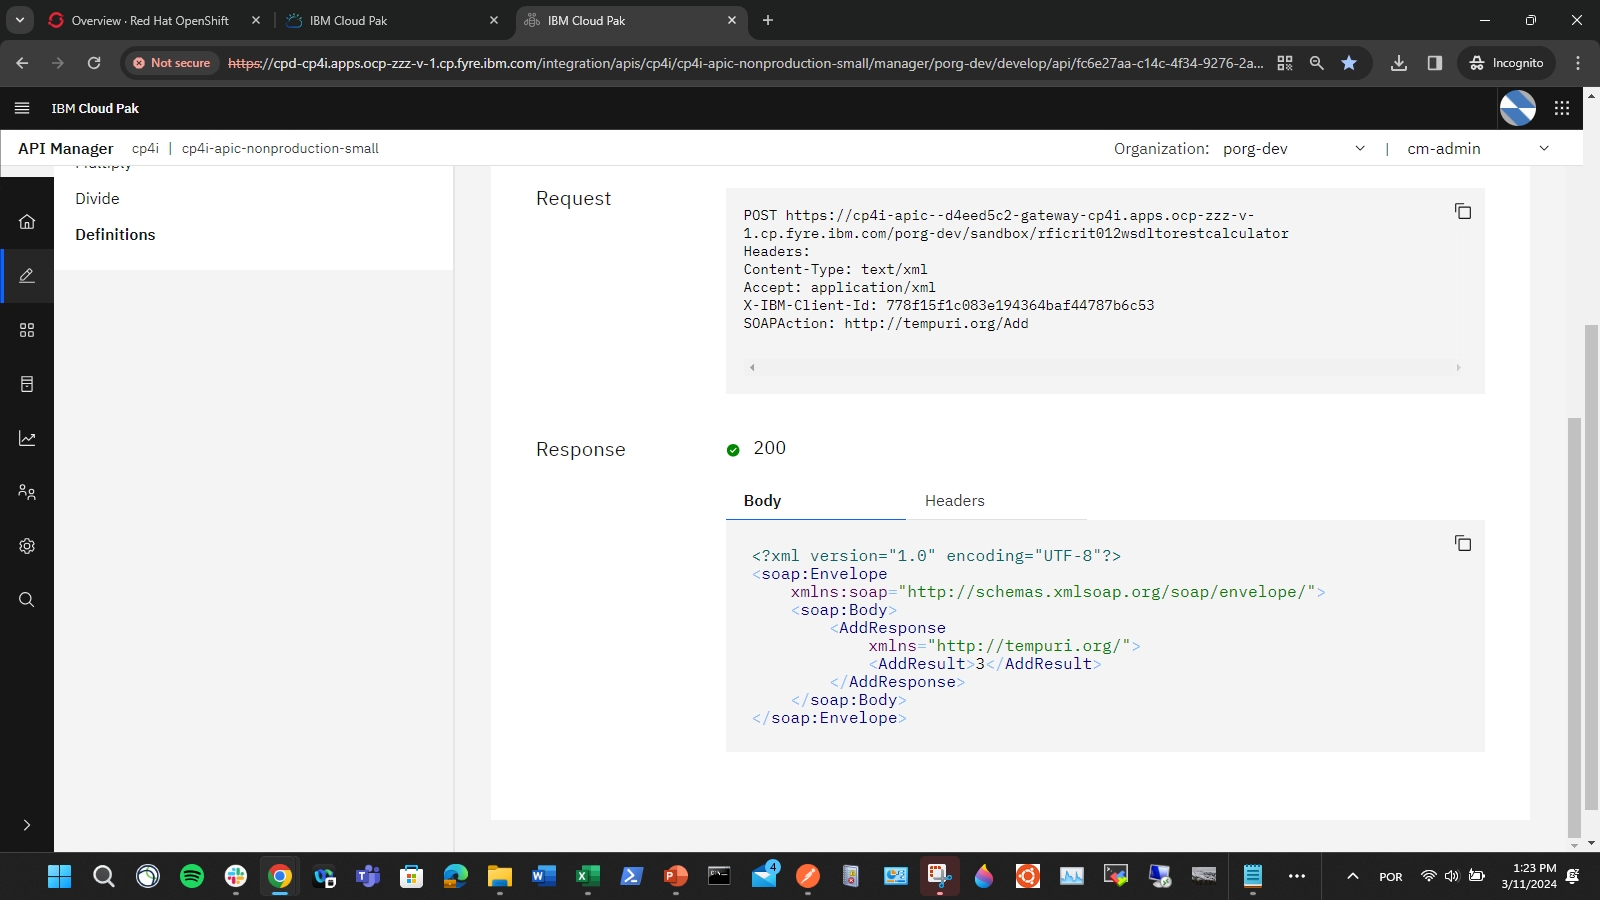 Overview · Red Hat OpenShift
IBM Cloud Pak
IBM Cloud Pak
Not secure
https://cpd-cp4i.apps.ocp-zzz-v-1.cp.fyre.ibm.com/integration/apis/cp4i/cp4i-apic-nonproduction-small/manager/porg-dev/develop/api/fc6e27aa-c14c-4f34-9276-2a...
Incognito
IBM Cloud Pak
API Manager cp4i | cp4i-apic-nonproduction-small
Organization: porg-dev | cm-admin
Multiply
Divide
Definitions
Request
POST https://cp4i-apic--d4eed5c2-gateway-cp4i.apps.ocp-zzz-v-
1.cp.fyre.ibm.com/porg-dev/sandbox/rficrit012wsdltorestcalculator
Headers:
Content-Type: text/xml
Accept: application/xml
X-IBM-Client-Id: 778f15f1c083e194364baf44787b6c53
SOAPAction: http://tempuri.org/Add
Response
200
Body
Headers
<?xml version="1.0" encoding="UTF-8"?>
<soap:Envelope
xmlns:soap="http://schemas.xmlsoap.org/soap/envelope/">
<soap:Body>
<AddResponse
xmlns="http://tempuri.org/">
<AddResult>3</AddResult>
</AddResponse>
</soap:Body>
</soap:Envelope>
4
POR
1:23 PM
3/11/2024